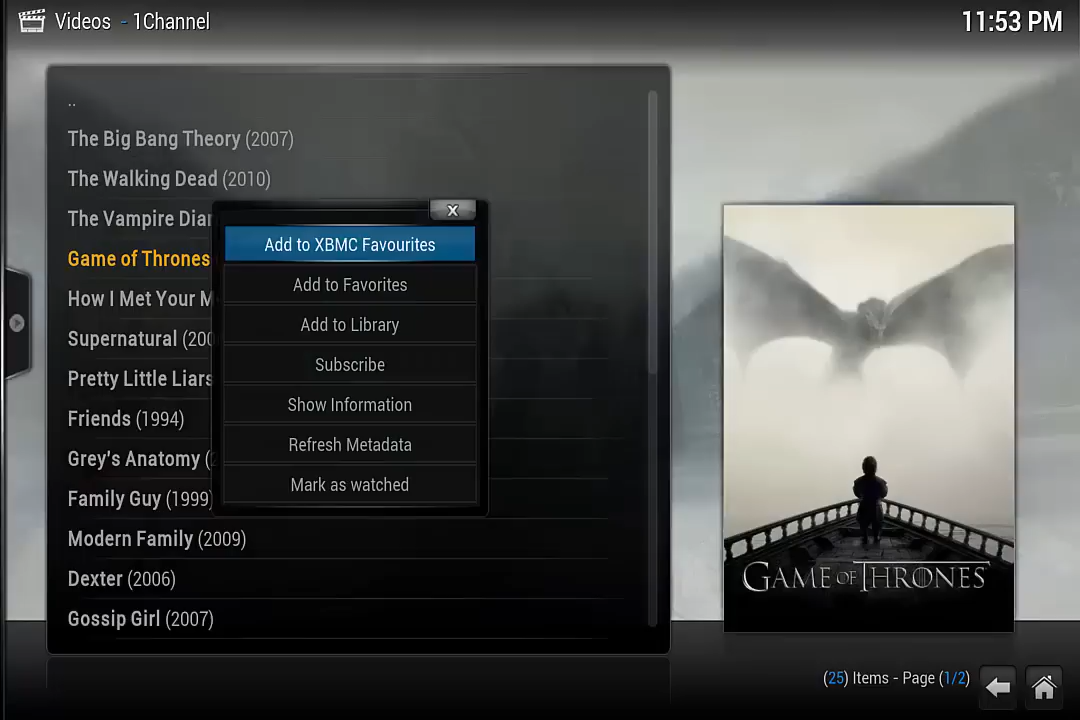 Videos - 1Channel
11:53 PM
..
The Big Bang Theory (2007)
The Walking Dead (2010)
The Vampire Diar
Game of Thrones
How I Met Your M
Supernatural (200
Pretty Little Liars
Friends (1994)
Grey's Anatomy (2
Family Guy (1999)
Modern Family (2009)
Dexter (2006)
Gossip Girl (2007)
X
Add to XBMC Favourites
Add to Favorites
Add to Library
Subscribe
Show Information
Refresh Metadata
Mark as watched
GAME OF THRONES
(25) Items - Page (1/2)